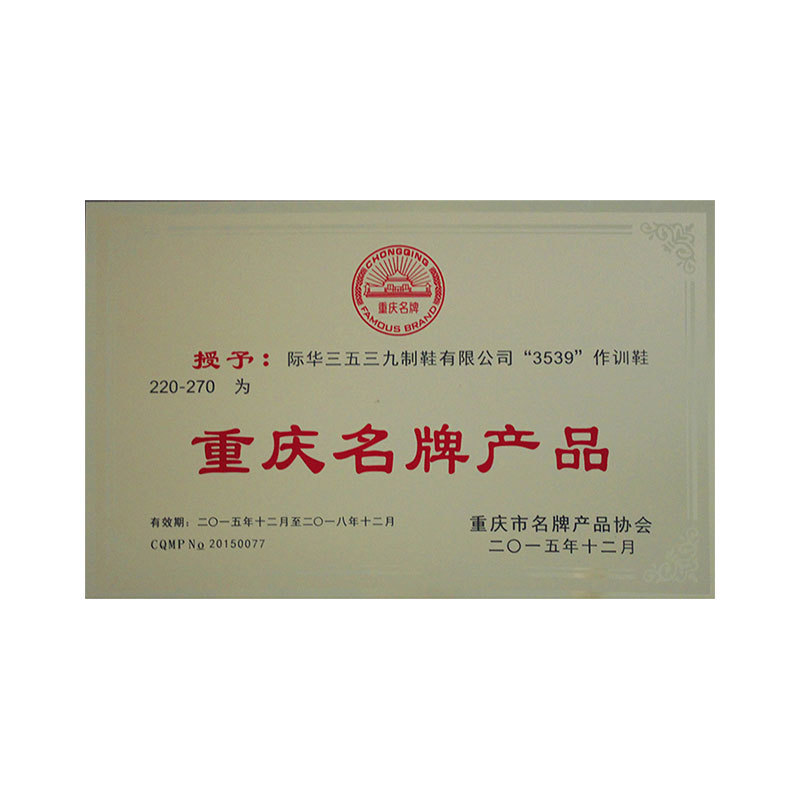 CHONGQING
重庆名牌
FAMOUS BRAND
授予：际华三五三九制鞋有限公司“3539”作训鞋
220-270 为
重庆名牌产品
有效期：二〇一五年十二月至二〇一八年十二月
CQMP No 20150077
重庆市名牌产品协会
二〇一五年十二月